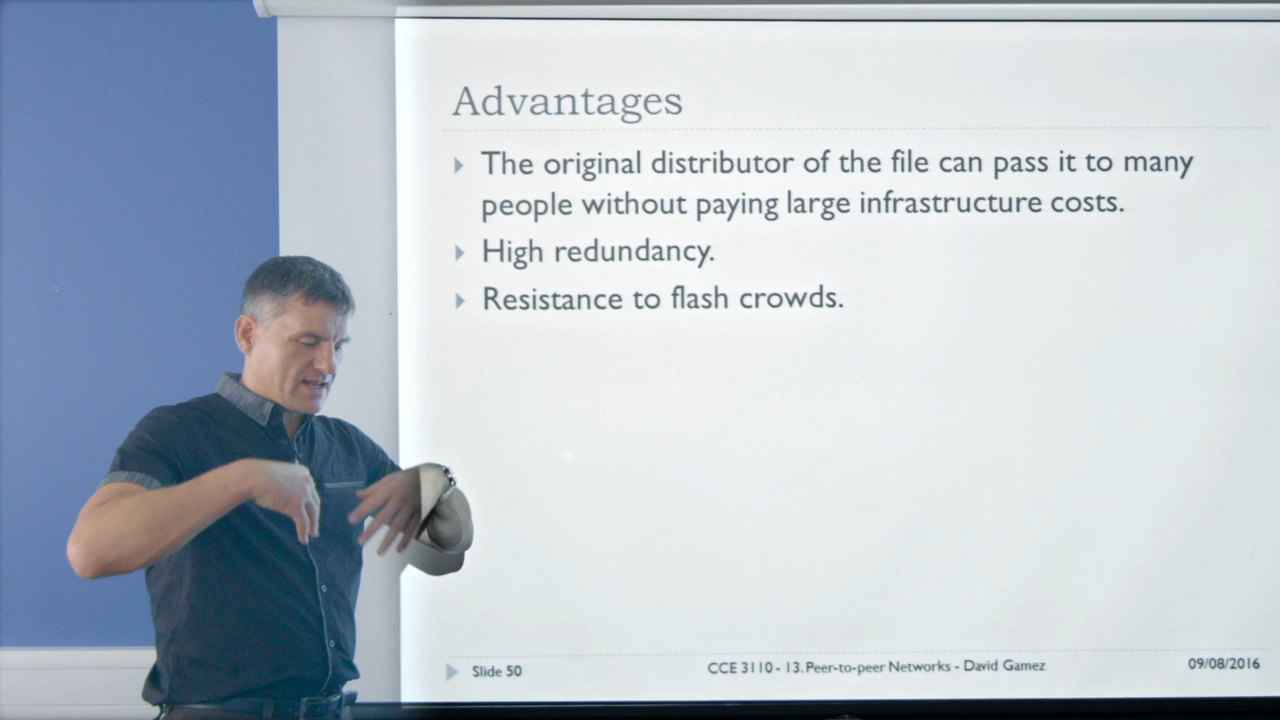 Advantages
The original distributor of the file can pass it to many
people without paying large infrastructure costs.
High redundancy.
Resistance to flash crowds.
Slide 50
CCE 3110 - 13. Peer-to-peer Networks - David Gamez
09/08/2016